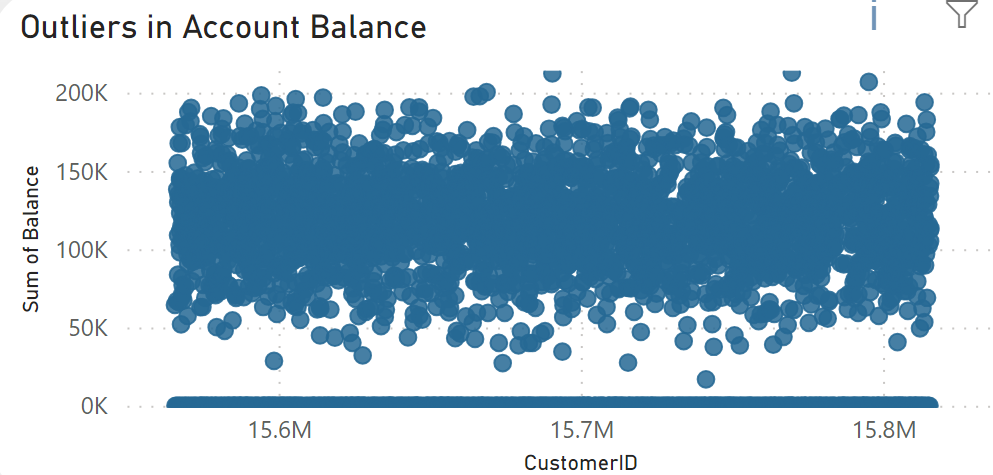 Outliers in Account Balance
i
200K
150K
100K
50K
0K
Sum of Balance
15.6M 15.7M 15.8M
CustomerID